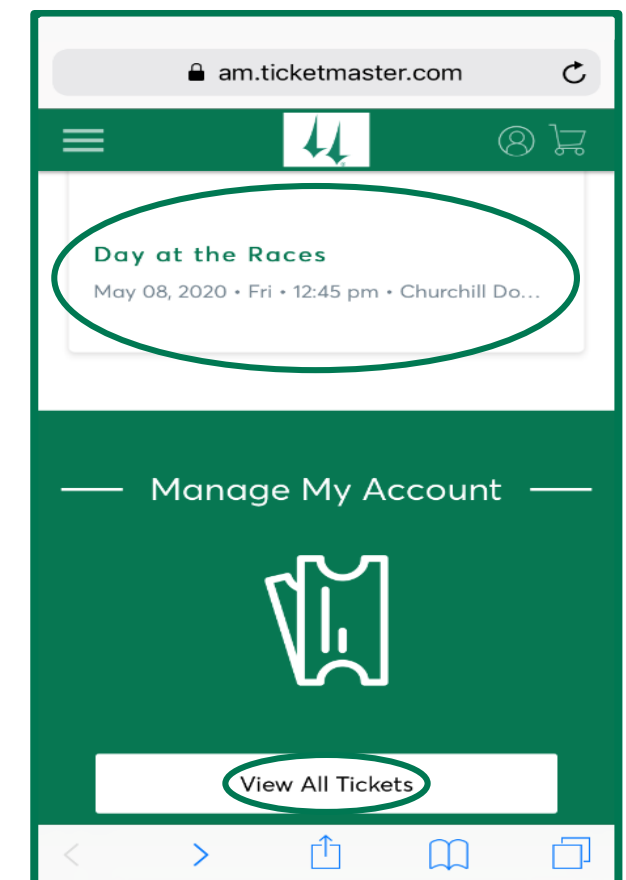 am.ticketmaster.com
Day at the Races
May 08, 2020 • Fri • 12:45 pm • Churchill Do...
Manage My Account
View All Tickets